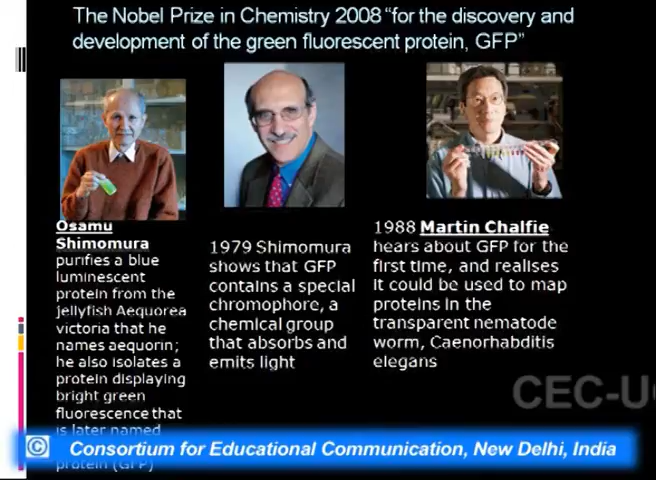 The Nobel Prize in Chemistry 2008 “for the discovery and
development of the green fluorescent protein, GFP”
Osamu
Shimomura
purifies a blue
luminescent
protein from the
jellyfish Aequorea
victoria that he
names aequorin;
he also isolates a
protein displaying
bright green
fluorescence that
is later named
protein (GFP)
1979 Shimomura
shows that GFP
contains a special
chromophore, a
chemical group
that absorbs and
emits light
1988 Martin Chalfie
hears about GFP for the
first time, and realises
it could be used to map
proteins in the
transparent nematode
worm, Caenorhabditis
elegans
CEC-U
© Consortium for Educational Communication, New Delhi, India